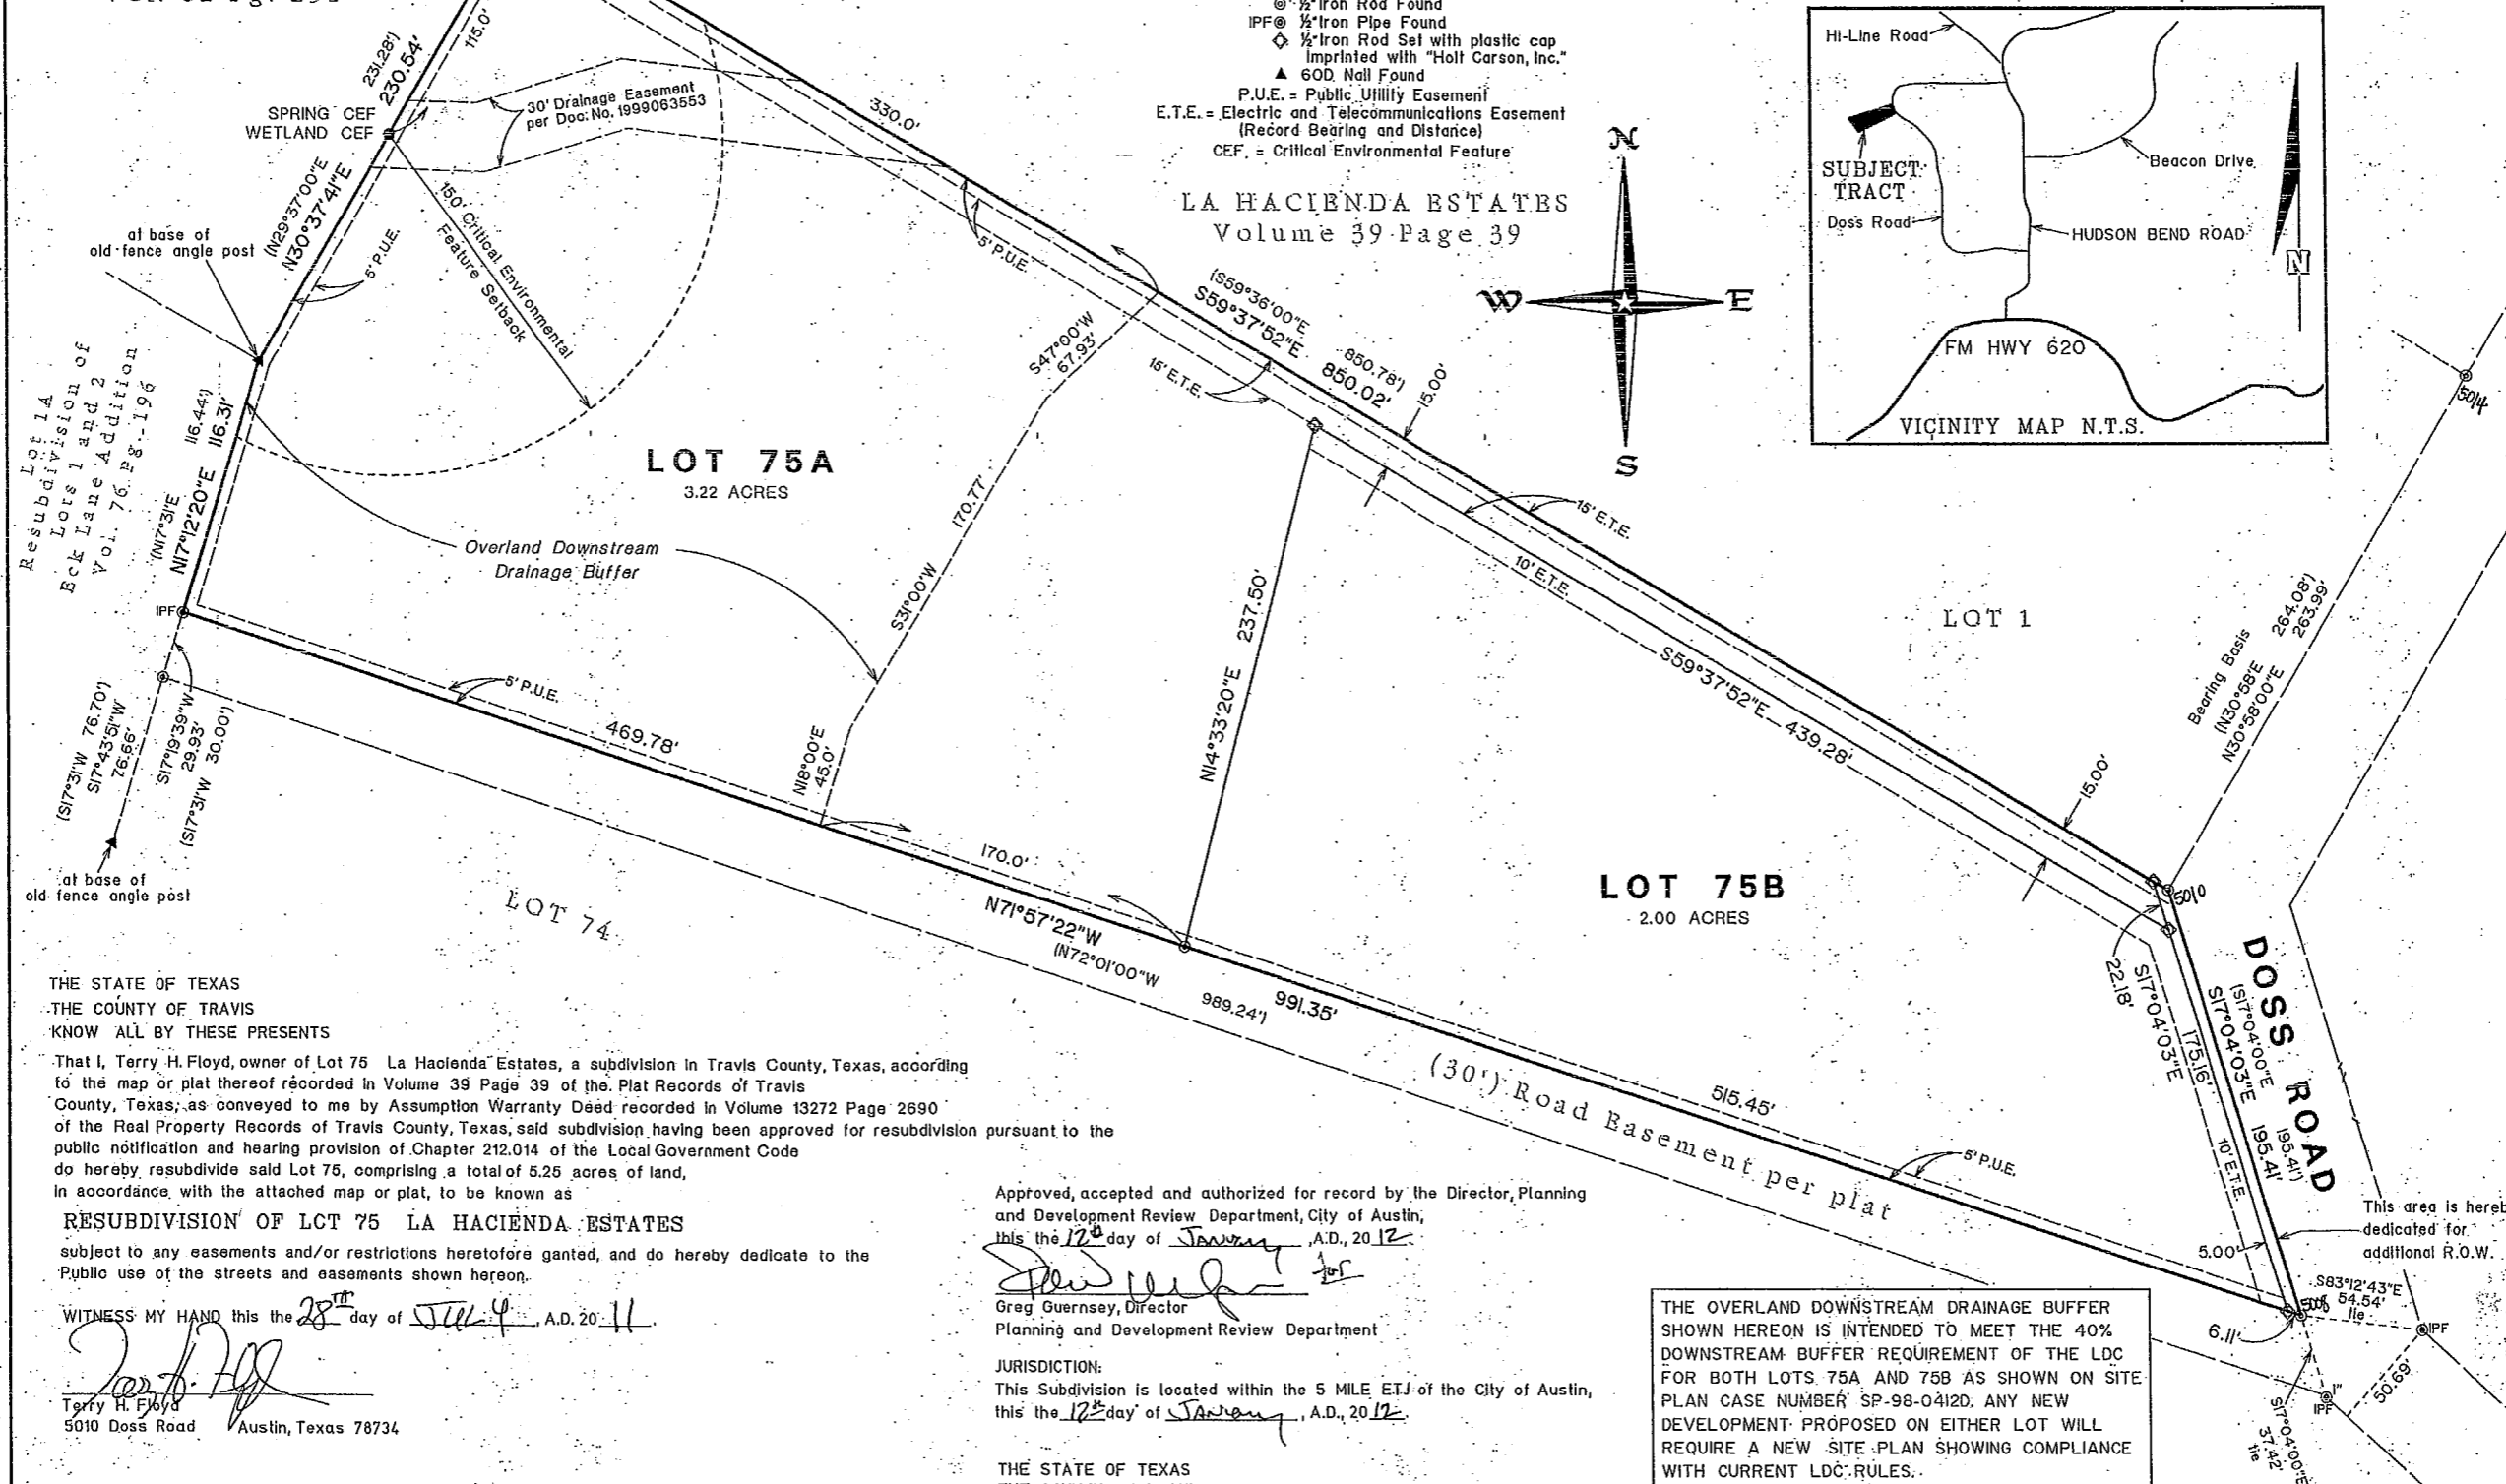 ½" Iron Rod Found
IPF ½" Iron Pipe Found
½" Iron Rod Set with plastic cap
Imprinted with "Holt Carson, Inc."
60D Nail Found
P.U.E. = Public Utility Easement
E.T.E. = Electric and Telecommunications Easement
(Record Bearing and Distance)
CEF. = Critical Environmental Feature
LA HACIENDA ESTATES
Volume 39 Page 39
N
W
E
S
Hi-Line Road
SUBJECT
TRACT
Doss Road
Beacon Drive
HUDSON BEND ROAD
N
FM HWY 620
VICINITY MAP N.T.S.
231.28')
230.54'
115.0'
SPRING CEF
WETLAND CEF
30' Drainage Easement
per Doc. No. 1999063553
330.0'
(N29°37'00"E
N30°37'41"E
5' P.U.E.
150' Critical Environmental
Feature Setback
at base of
old fence angle post
Lot 1A
Resubdivision of
Lots 1 and 2
Eck Lane Addition
Vol. 76 Pg. 196
116.44')
116.31'
(N17°31'E
N17°12'20"E
IPF
LOT 75A
3.22 ACRES
Overland Downstream
Drainage Buffer
5' P.U.E.
S47°00'W
67.93'
170.77'
S31°00'W
N18°00'E
45.0'
(S59°36'00"E
S59°37'52"E
850.78')
850.02'
15.00'
15' E.T.E.
15' E.T.E.
10' E.T.E.
N14°33'20"E 237.50'
S59°37'52"E 439.28'
LOT 1
Bearing Basis
(N30°58'E 264.08')
N30°58'00"E 263.99'
5014
15.00'
5010
5' P.U.E.
469.78'
170.0'
N71°57'22"W
(N72°01'00"W
989.24')
991.35'
(S17°31'W 76.70')
S17°43'51"W
76.66'
S17°19'39"W
29.93'
(S17°31'W 30.00')
at base of
old fence angle post
LOT 74
LOT 75B
2.00 ACRES
(30') Road Easement per plat
515.45'
5' P.U.E.
22.18'
S17°04'03"E
175.16'
10' E.T.E.
DOSS ROAD
(S17°04'00"E 195.41')
S17°04'03"E 195.41'
5.00'
This area is hereb
dedicated for
additional R.O.W.
S83°12'43"E
54.54'
tie
IPF
6.11'
1"
IPF
50.69'
S17°04'00"E
37.42'
tie
THE STATE OF TEXAS
THE COUNTY OF TRAVIS
KNOW ALL BY THESE PRESENTS
That I, Terry H. Floyd, owner of Lot 75 La Hacienda Estates, a subdivision in Travis County, Texas, according
to the map or plat thereof recorded in Volume 39 Page 39 of the Plat Records of Travis
County, Texas, as conveyed to me by Assumption Warranty Deed recorded in Volume 13272 Page 2690
of the Real Property Records of Travis County, Texas, said subdivision having been approved for resubdivision pursuant to the
public notification and hearing provision of Chapter 212.014 of the Local Government Code
do hereby resubdivide said Lot 75, comprising a total of 5.25 acres of land,
in accordance with the attached map or plat, to be known as
RESUBDIVISION OF LOT 75 LA HACIENDA ESTATES
subject to any easements and/or restrictions heretofore ganted, and do hereby dedicate to the
Public use of the streets and easements shown hereon.
WITNESS MY HAND this the 28TH day of JULY, A.D. 2011.
Terry H. Floyd
5010 Doss Road Austin, Texas 78734
Approved, accepted and authorized for record by the Director, Planning
and Development Review Department, City of Austin,
this the 12th day of January, A.D., 2012
for
Greg Guernsey, Director
Planning and Development Review Department
JURISDICTION:
This Subdivision is located within the 5 MILE ETJ of the City of Austin,
this the 12th day of January, A.D., 2012.
THE STATE OF TEXAS
THE OVERLAND DOWNSTREAM DRAINAGE BUFFER
SHOWN HEREON IS INTENDED TO MEET THE 40%
DOWNSTREAM BUFFER REQUIREMENT OF THE LDC
FOR BOTH LOTS 75A AND 75B AS SHOWN ON SITE
PLAN CASE NUMBER SP-98-0412D. ANY NEW
DEVELOPMENT PROPOSED ON EITHER LOT WILL
REQUIRE A NEW SITE PLAN SHOWING COMPLIANCE
WITH CURRENT LDC RULES.